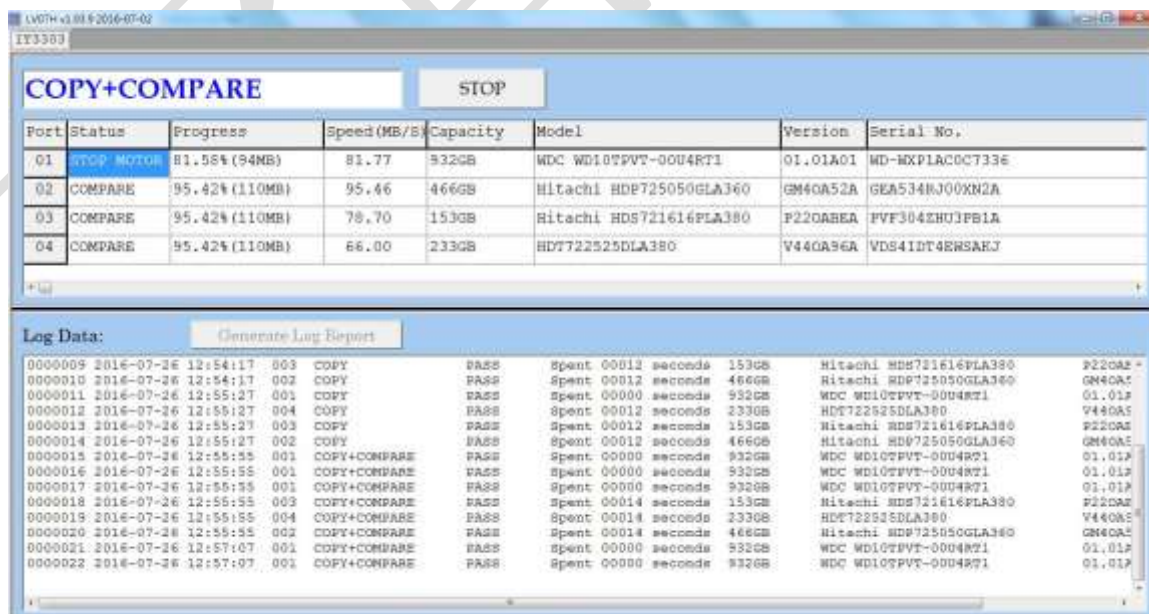 LV0TH v1.03.9 2016-07-02
IY3383
COPY+COMPARE STOP
Port Status Progress Speed(MB/S) Capacity Model Version Serial No.
01 STOP MOTOR 81.58%(94MB) 81.77 932GB WDC WD10TPVT-00U4RT1 01.01A01 WD-WXP1AC0C7336
02 COMPARE 95.42%(110MB) 95.46 466GB Hitachi HDP725050GLA360 GM4OA52A GEA534RJ00XN2A
03 COMPARE 95.42%(110MB) 78.70 153GB Hitachi HDS721616PLA380 P22OABEA PVF304ZHU3PB1A
04 COMPARE 95.42%(110MB) 66.00 233GB HDT722525DLA380 V44OA96A VDS41DT4EWSAKJ
Log Data: Generate Log Report
0000009 2016-07-26 12:54:17 003 COPY PASS Spent 00012 seconds 153GB Hitachi HDS721616PLA380
0000010 2016-07-26 12:54:17 002 COPY PASS Spent 00012 seconds 466GB Hitachi HDP725050GLA360
0000011 2016-07-26 12:55:27 001 COPY PASS Spent 00000 seconds 932GB WDC WD10TPVT-00U4RT1
0000012 2016-07-26 12:55:27 004 COPY PASS Spent 00012 seconds 233GB HDT722525DLA380
0000013 2016-07-26 12:55:27 003 COPY PASS Spent 00012 seconds 153GB Hitachi HDS721616PLA380
0000014 2016-07-26 12:55:27 002 COPY PASS Spent 00012 seconds 466GB Hitachi HDP725050GLA360
0000015 2016-07-26 12:55:55 001 COPY+COMPARE PASS Spent 00000 seconds 932GB WDC WD10TPVT-00U4RT1
0000016 2016-07-26 12:55:55 001 COPY+COMPARE PASS Spent 00000 seconds 932GB WDC WD10TPVT-00U4RT1
0000017 2016-07-26 12:55:55 001 COPY+COMPARE PASS Spent 00000 seconds 932GB WDC WD10TPVT-00U4RT1
0000018 2016-07-26 12:55:55 003 COPY+COMPARE PASS Spent 00014 seconds 153GB Hitachi HDS721616PLA380
0000019 2016-07-26 12:55:55 004 COPY+COMPARE PASS Spent 00014 seconds 233GB HDT722525DLA380
0000020 2016-07-26 12:55:55 002 COPY+COMPARE PASS Spent 00014 seconds 466GB Hitachi HDP725050GLA360
0000021 2016-07-26 12:57:07 001 COPY+COMPARE PASS Spent 00000 seconds 932GB WDC WD10TPVT-00U4RT1
0000022 2016-07-26 12:57:07 001 COPY+COMPARE PASS Spent 00000 seconds 932GB WDC WD10TPVT-00U4RT1